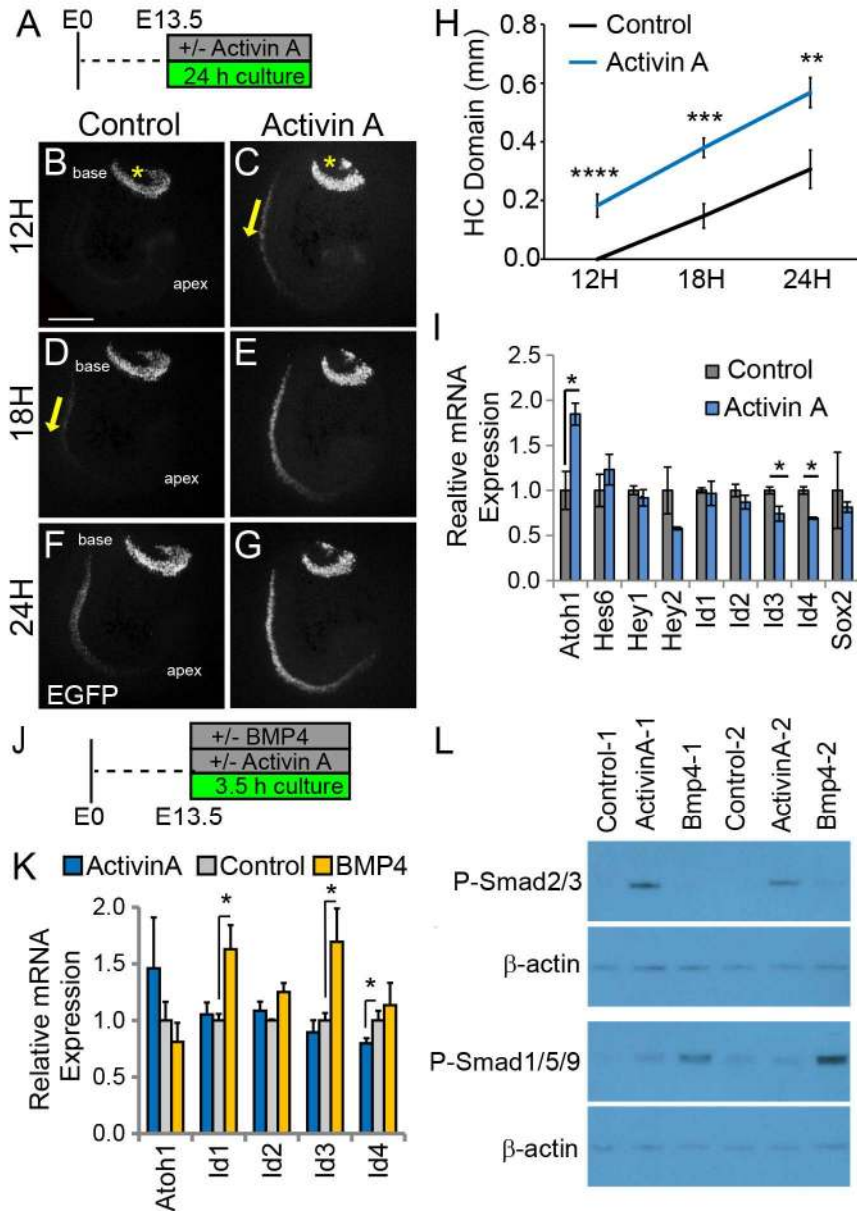 A
E0 E13.5
+/- Activin A
24 h culture
Control Activin A
12H
B
*
base
apex
C
*
18H
D
base
apex
E
24H
F
base
apex
EGFP
G
H
HC Domain (mm)
Control
Activin A
0.8
0.6
0.4
0.2
0.0
****
***
**
12H 18H 24H
I
Realtive mRNA
Expression
Control
Activin A
2.5
2.0
1.5
1.0
0.5
0.0
*
* *
Atoh1
Hes6
Hey1
Hey2
Id1
Id2
Id3
Id4
Sox2
J
+/- BMP4
+/- Activin A
3.5 h culture
E0 E13.5
K
ActivinA Control BMP4
Relative mRNA
Expression
2.0
1.5
1.0
0.5
0.0
*
*
*
Atoh1
Id1
Id2
Id3
Id4
L
Control-1
ActivinA-1
Bmp4-1
Control-2
ActivinA-2
Bmp4-2
P-Smad2/3
β-actin
P-Smad1/5/9
β-actin